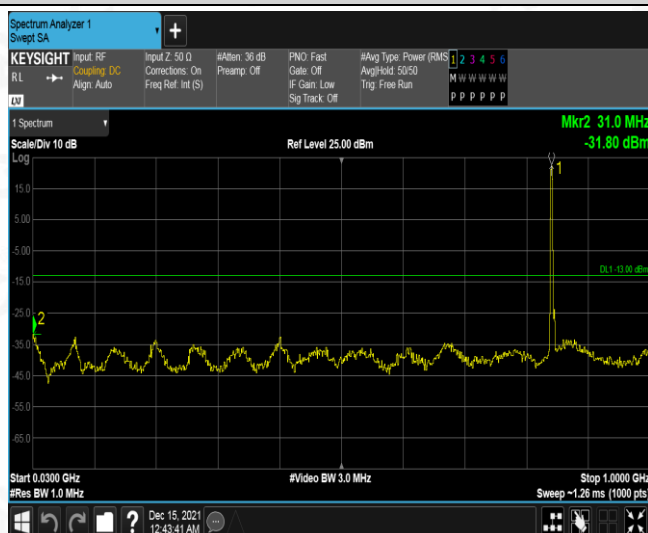 Spectrum Analyzer 1
Swept SA
+
KEYSIGHT
RL
Input: RF
Coupling: DC
Align: Auto
Input Z: 50 Ω
Corrections: On
Freq Ref: Int (S)
#Atten: 36 dB
Preamp: Off
PNO: Fast
Gate: Off
IF Gain: Low
Sig Track: Off
#Avg Type: Power (RMS
Avg|Hold: 50/50
Trig: Free Run
1 2 3 4 5 6
M W W W W W
P P P P P P
LXI
1 Spectrum
Scale/Div 10 dB
Ref Level 25.00 dBm
Mkr2 31.0 MHz
-31.80 dBm
Log
15.0
5.00
-5.00
-15.0
-25.0
-35.0
-45.0
-55.0
-65.0
1
DL1 -13.00 dBm
2
Start 0.0300 GHz
#Video BW 3.0 MHz
Stop 1.0000 GHz
#Res BW 1.0 MHz
Sweep ~1.26 ms (1000 pts)
?
Dec 15, 2021
12:43:41 AM